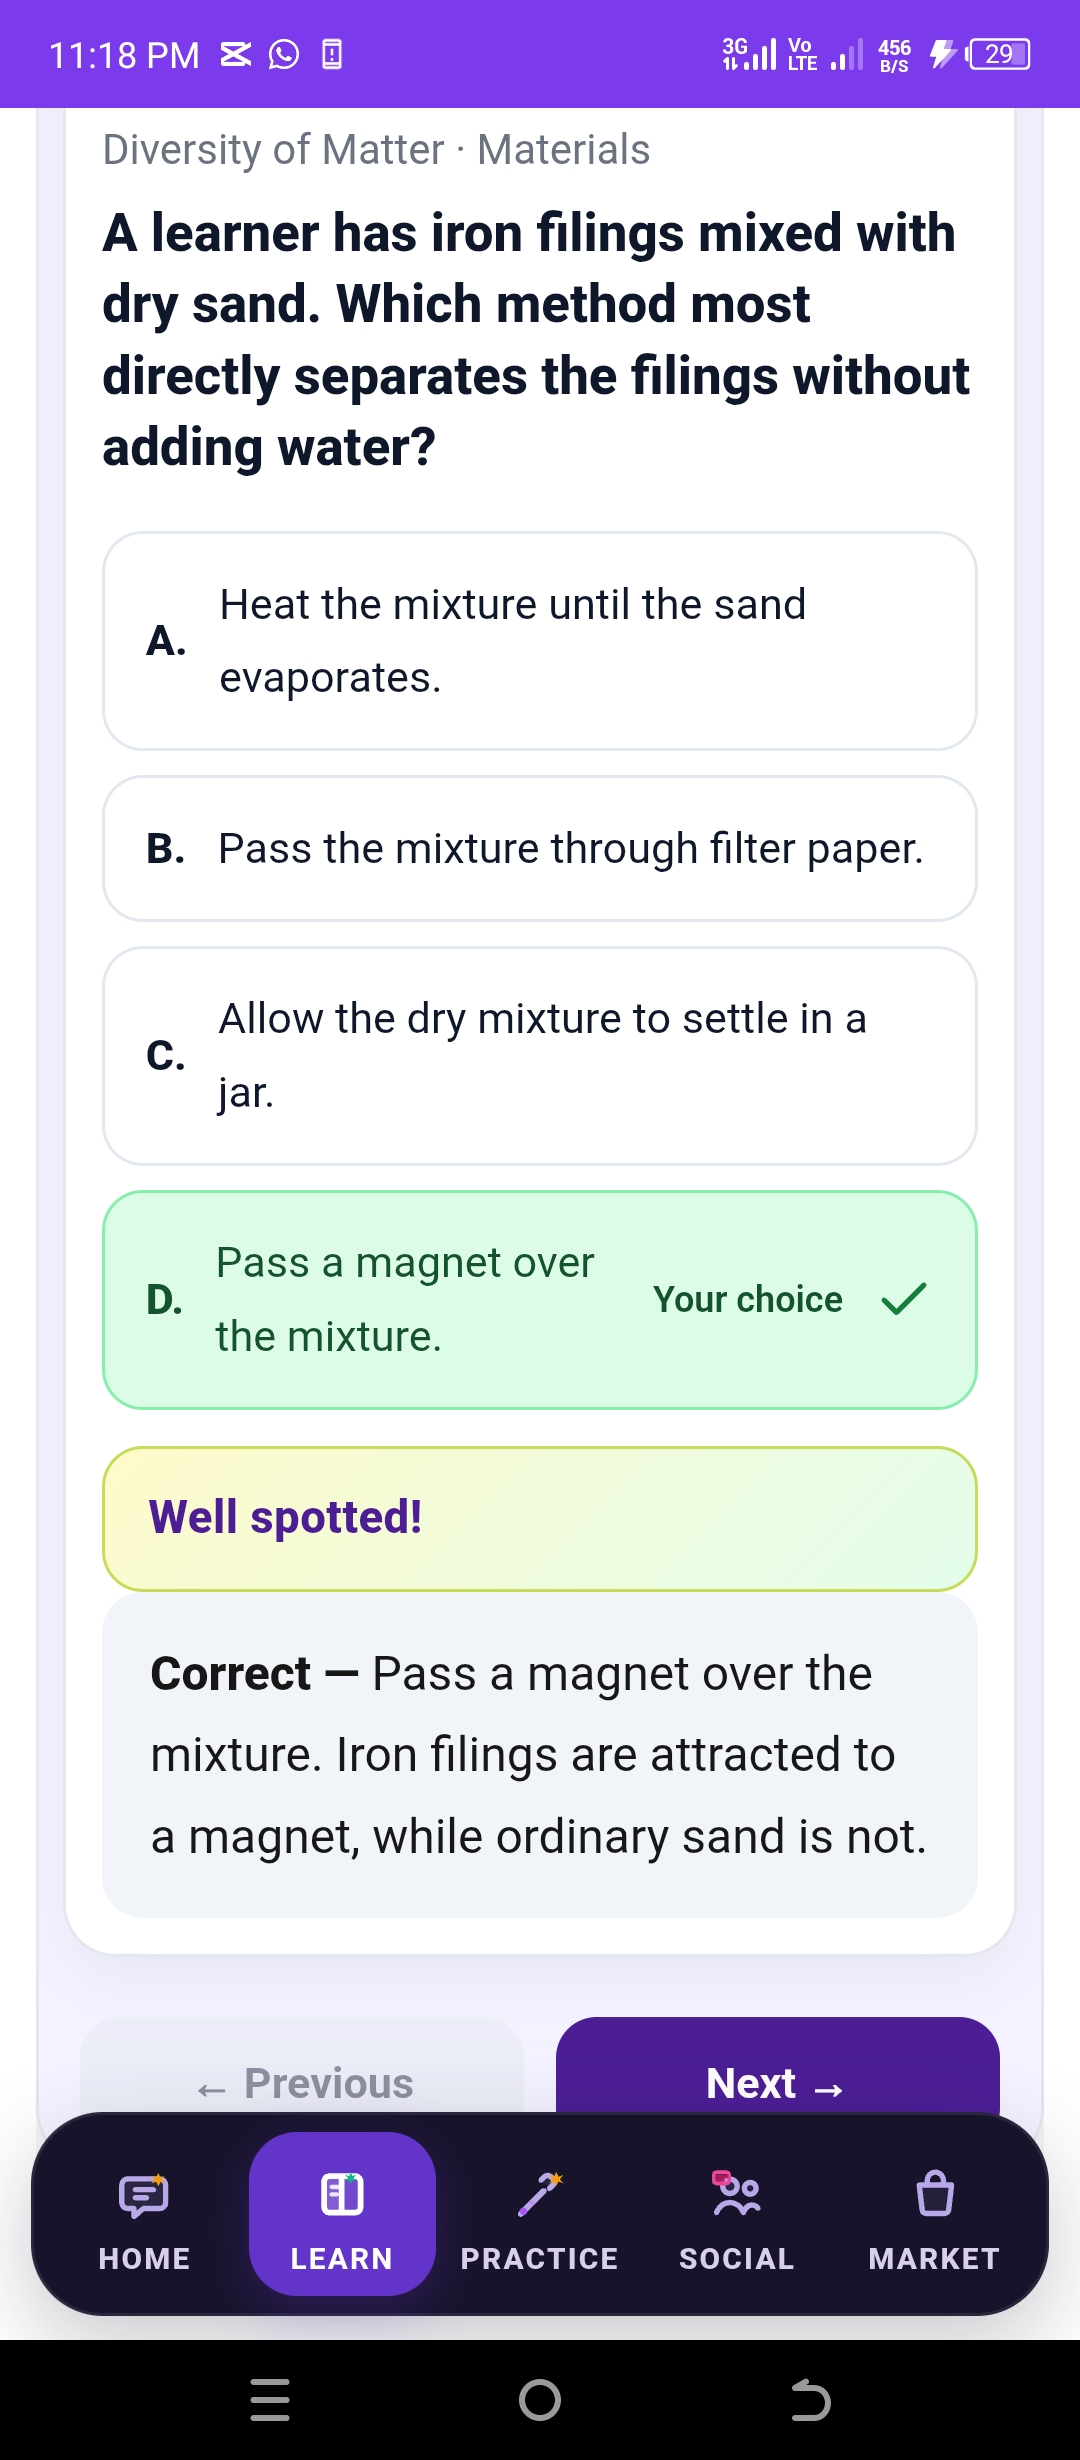 11:18 PM
3G Vo LTE 456 B/S 29
Diversity of Matter · Materials
A learner has iron filings mixed with
dry sand. Which method most
directly separates the filings without
adding water?
A. Heat the mixture until the sand
evaporates.
B. Pass the mixture through filter paper.
C. Allow the dry mixture to settle in a
jar.
D. Pass a magnet over
the mixture.
Your choice
Well spotted!
Correct — Pass a magnet over the
mixture. Iron filings are attracted to
a magnet, while ordinary sand is not.
← Previous
Next →
HOME
LEARN
PRACTICE
SOCIAL
MARKET